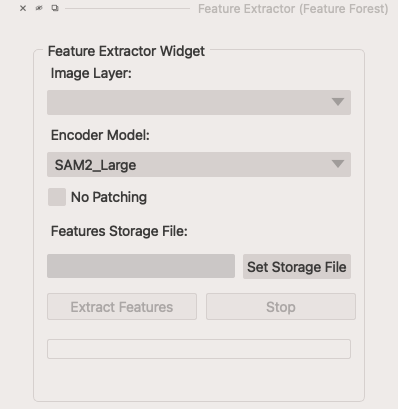 Feature Extractor (Feature Forest)
Feature Extractor Widget
Image Layer:
Encoder Model:
SAM2_Large
No Patching
Features Storage File:
Set Storage File
Extract Features
Stop